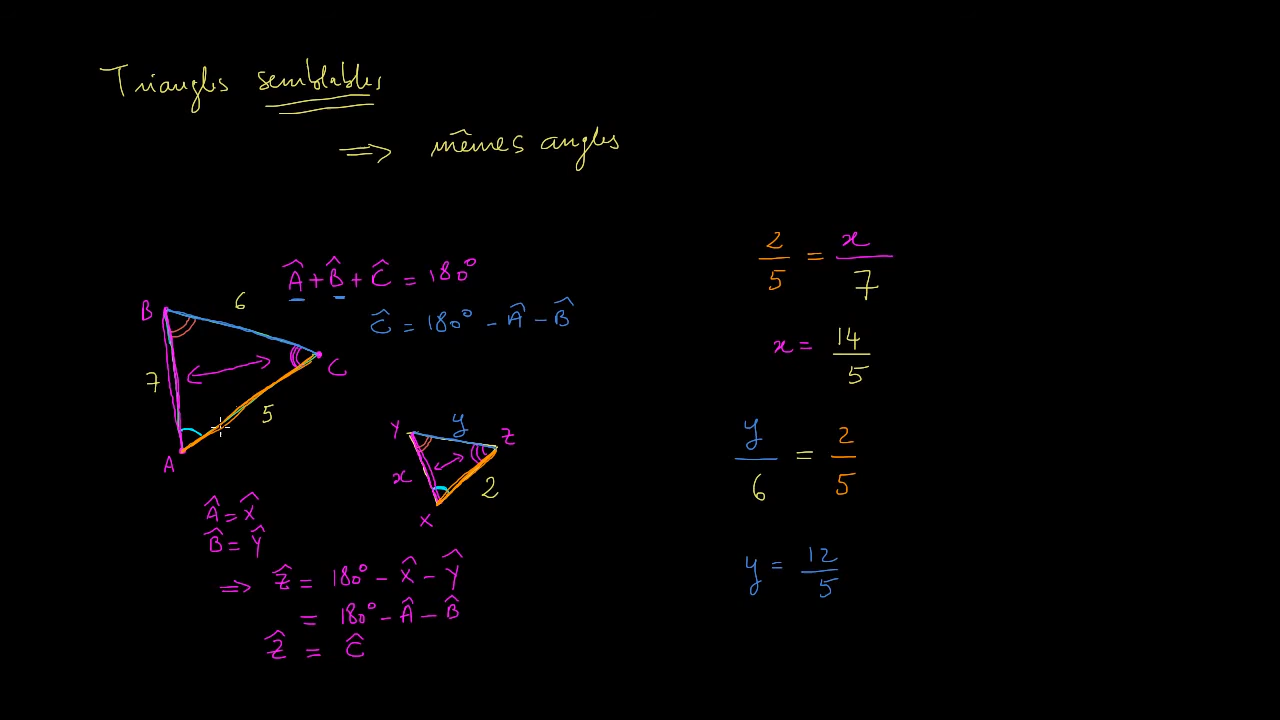 Triangles semblables
⟹ mêmes angles
Â + B̂ + Ĉ = 180°
Ĉ = 180° - Â - B̂
B
6
C
7
5
A
Y
y
Z
x
2
X
Â = X̂
B̂ = Ŷ
⟹ Ẑ = 180° - X̂ - Ŷ
= 180° - Â - B̂
Ẑ = Ĉ
2/5 = x/7
x = 14/5
y/6 = 2/5
y = 12/5